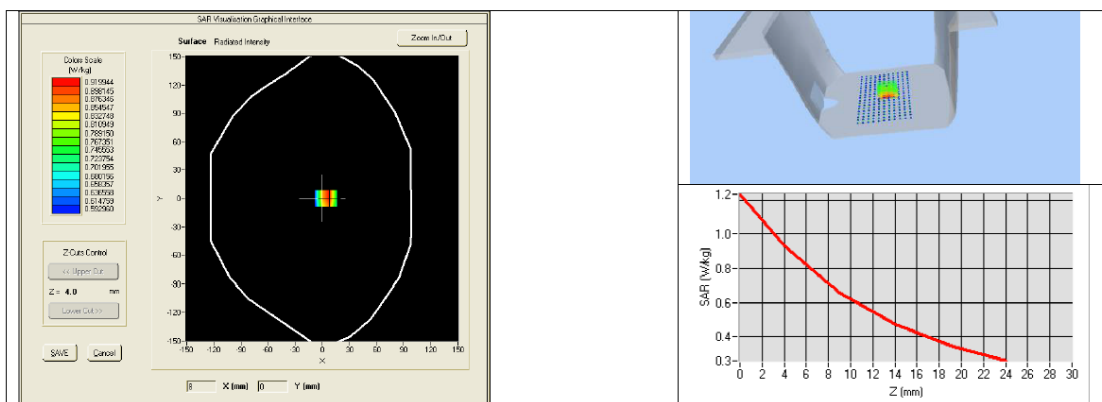 SAR Visualisation Graphical Interface
Surface Radiated Intensity
Zoom In/Out
Colors Scale
(W/kg)
0.919944
0.898145
0.876346
0.854547
0.832748
0.810949
0.789150
0.767351
0.745553
0.723754
0.701955
0.680156
0.658357
0.636558
0.614759
0.592960
150
120
90
60
30
0
-30
-60
-90
-120
-150
Y
-150 -120 -90 -60 -30 0 30 60 90 120 150
X
Z-Cuts Control
<< Upper Cut
Z = 4.0 mm
Lower Cut >>
SAVE Cancel
8 X (mm) 0 Y (mm)
1.2
1.0
0.8
0.6
0.4
0.3
SAR (W/kg)
0 2 4 6 8 10 12 14 16 18 20 22 24 26 28 30
Z (mm)